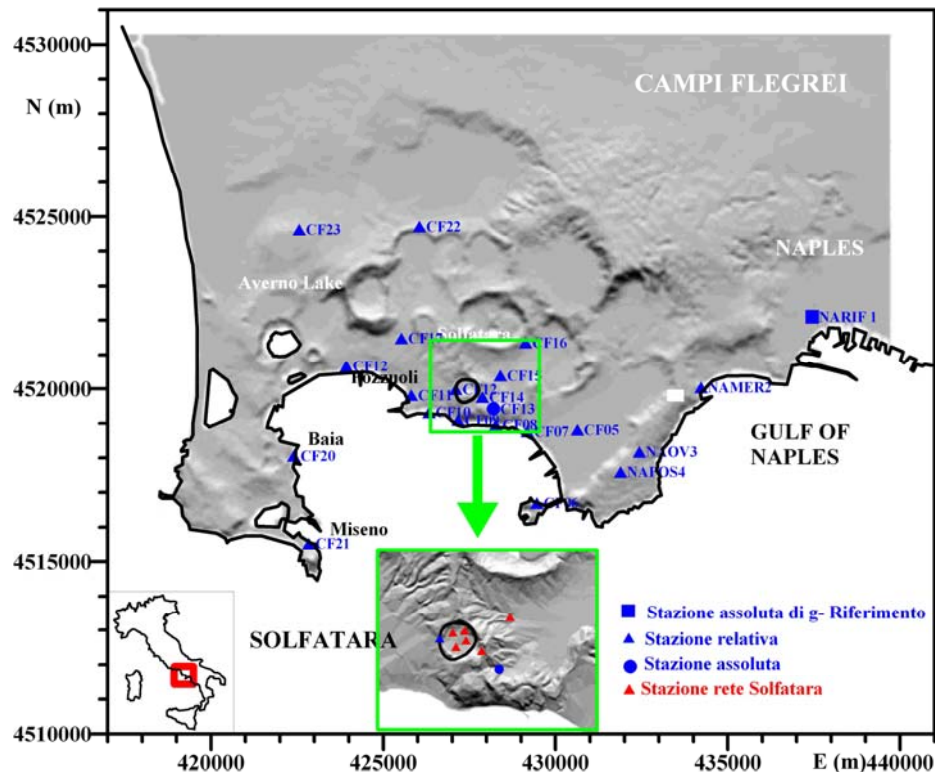 4530000
N (m)
CAMPI FLEGREI
4525000
CF23
CF22
NAPLES
Averno Lake
NARIF 1
Solfatara
CF16
CF12
CF15
Pozzuoli
4520000
NAMER2
CF11
CF14
CF13
CF10
CF08
CF07
CF05
Baia
GULF OF
NAPLES
CF20
NAOV3
NAPOS4
Miseno
4515000
CF21
SOLFATARA
Stazione assoluta di g- Riferimento
Stazione relativa
Stazione assoluta
Stazione rete Solfatara
4510000
420000
425000
430000
435000
E (m)
440000